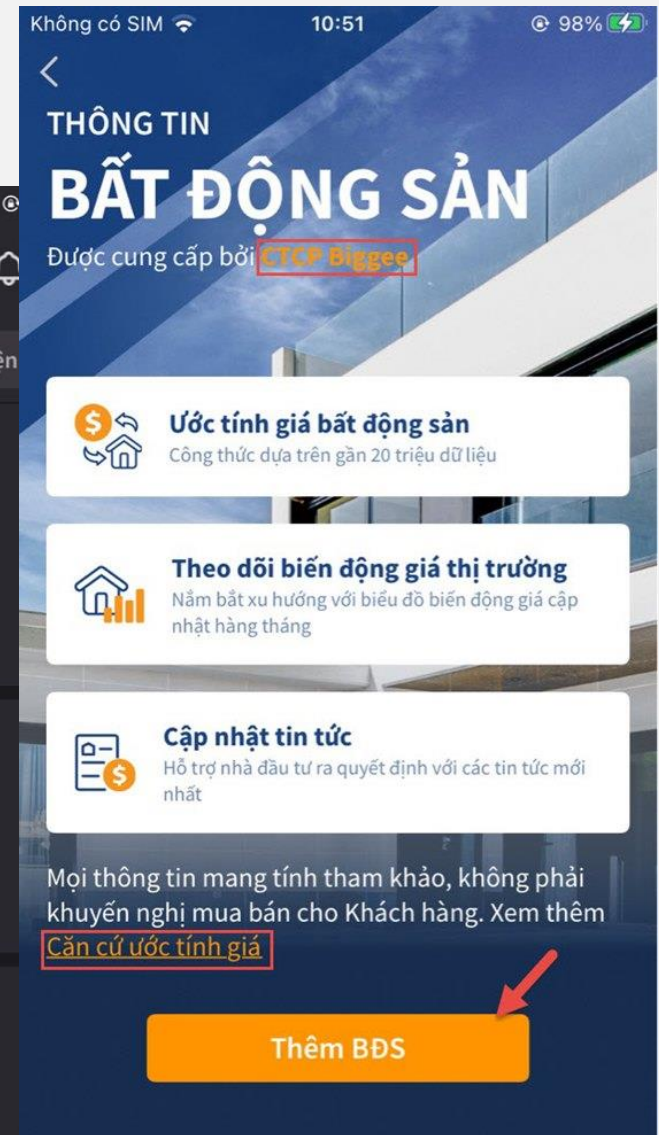 Không có SIM
10:51
98%
THÔNG TIN
BẤT ĐỘNG SẢN
Được cung cấp bởi CTCP Biggee
ện
Ước tính giá bất động sản
Công thức dựa trên gần 20 triệu dữ liệu
Theo dõi biến động giá thị trường
Nắm bắt xu hướng với biểu đồ biến động giá cập
nhật hàng tháng
Cập nhật tin tức
Hỗ trợ nhà đầu tư ra quyết định với các tin tức mới
nhất
Mọi thông tin mang tính tham khảo, không phải
khuyến nghị mua bán cho Khách hàng. Xem thêm
Căn cứ ước tính giá
Thêm BĐS